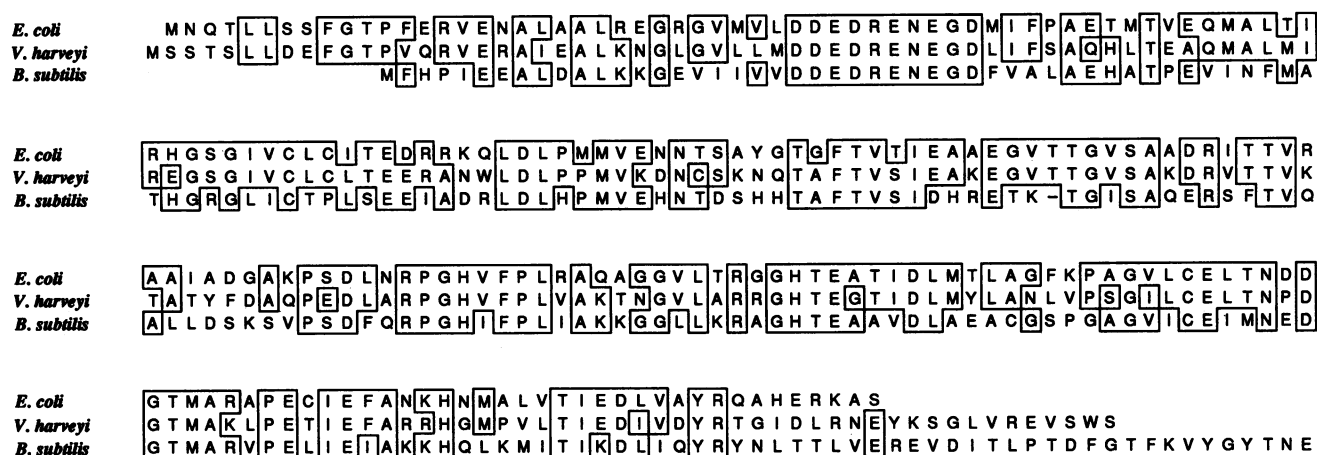 E. coli MNQTLLSSFGTPFERVENALAALREGRGVMVLDDEDRENEGDMIFPAETMTVEQMALTI
V. harveyi MSSTSLLDEFGTPVQRVERAIEALKNGLGVLLMDDEDRENEGDLIFSAQHLTEAQMALMI
B. subtilis MFHPIEEALDALKKGEVIIVVDDEDRENEGDFVALAEHATPEVINFMA
E. coli RHGSGIVCLCITEDRRKQLDLPMMVENNTSAYGTGFTVTIEAAEGVTTGVSAADRITTVR
V. harveyi REGSGIVCLCLTEERANWLDLPPMVKDNCSKNQTAFTVSIEAKEGVTTGVSAKDRVTTVK
B. subtilis THGRGLICTPLSEEIADRLDLHPMVEHNTDSHHTAFTVSIDHRETK-TGISAQERSFTVQ
E. coli AAIADGAKPSDLNRPGHVFPLRAQAGGVLTRGGHTEATIDLMTLAGFKPAGVLCELTNDD
V. harveyi TATYFDAQPEDLARPGHVFPLVAKTNGVLARRGHTEGTIDLMYLANLVPSGILCELTNPD
B. subtilis ALLDSKSVPSDFQRPGHIFPLIAKKGGLLKRAGHTEAAVDLAEACGSPGAGVICEIMNED
E. coli GTMARAPECIEFANKHNMALVTIEDLVAYRQAHERKAS
V. harveyi GTMAKLPETIEFARRHGMPVLTIEDIVDYRTGIDLRNEYKSGLVREVSWS
B. subtilis GTMARVPELIEIAKKHQLKMITIKDLIQYRYNLTTLVEREVDITLPTDFGTFKVYGYTNE